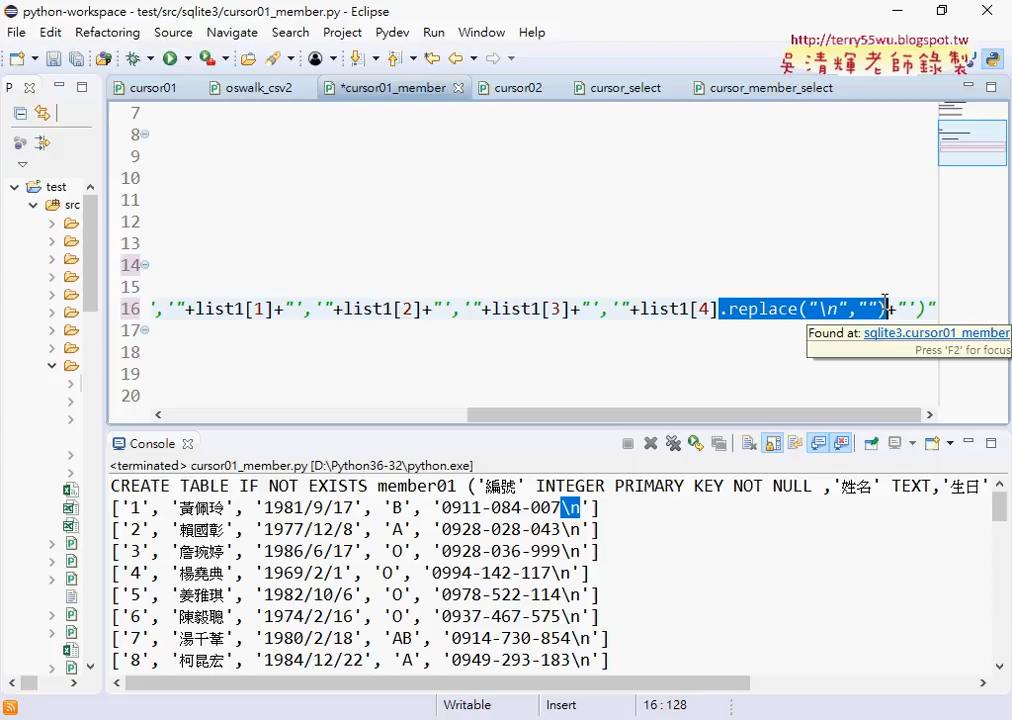 python-workspace - test/src/sqlite3/cursor01_member.py - Eclipse
File Edit Refactoring Source Navigate Search Project Pydev Run Window Help
http://terry55wu.blogspot.tw
吳清輝老師錄製
P cursor01 oswalk_csv2 *cursor01_member cursor02 cursor_select cursor_member_select
test
src
7
8
9
10
11
12
13
14
15
16 ','"+list1[1]+"','"+list1[2]+"','"+list1[3]+"','"+list1[4].replace("\n","")+"')"
17
18
19
20
Found at: sqlite3.cursor01_member
Press 'F2' for focus
Console
<terminated> cursor01_member.py [D:\Python36-32\python.exe]
CREATE TABLE IF NOT EXISTS member01 ('編號' INTEGER PRIMARY KEY NOT NULL ,'姓名' TEXT,'生日'
['1', '黃佩玲', '1981/9/17', 'B', '0911-084-007\n']
['2', '賴國彰', '1977/12/8', 'A', '0928-028-043\n']
['3', '詹琬婷', '1986/6/17', 'O', '0928-036-999\n']
['4', '楊堯典', '1969/2/1', 'O', '0994-142-117\n']
['5', '姜雅琪', '1982/10/6', 'O', '0978-522-114\n']
['6', '陳毅聰', '1974/2/16', 'O', '0937-467-575\n']
['7', '湯千葦', '1980/2/18', 'AB', '0914-730-854\n']
['8', '柯昆宏', '1984/12/22', 'A', '0949-293-183\n']
Writable Insert 16 : 128